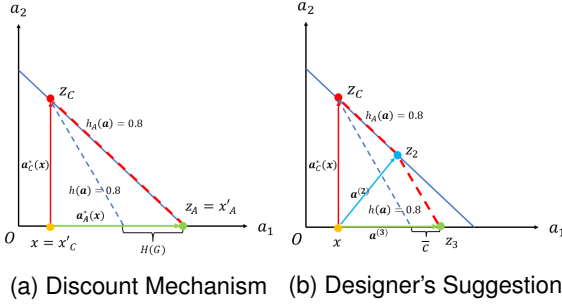 a₂
z_C
h_A(𝒂) = 0.8
𝒂*_C(𝒙)
h(𝒂) = 0.8
z_A = x′_A
𝒂*_A(𝒙)
O
x = x′_C
H(G)
a₁
(a) Discount Mechanism
a₂
z_C
h_A(𝒂) = 0.8
z₂
𝒂*_C(𝒙)
𝒂⁽²⁾
h(𝒂) = 0.8
O
x
𝒂⁽³⁾
c̅
z₃
a₁
(b) Designer's Suggestion